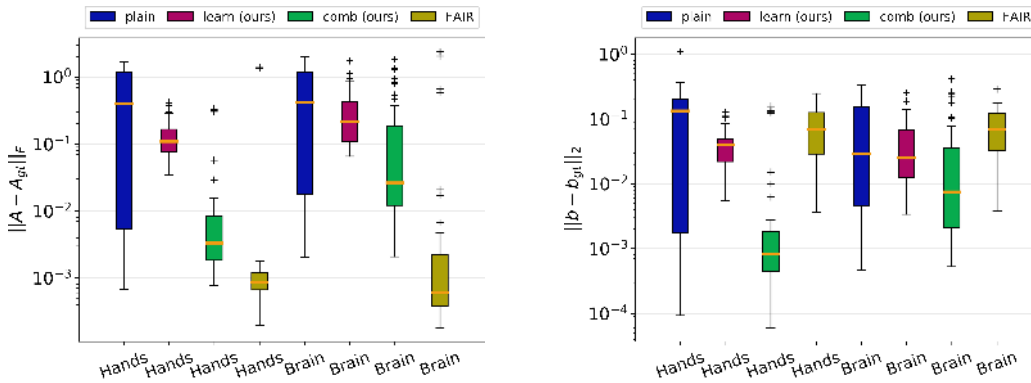 plain learn (ours) comb (ours) FAIR
||A − A_gt||_F
10^0
10^-1
10^-2
10^-3
Hands Hands Hands Hands Brain Brain Brain Brain
plain learn (ours) comb (ours) FAIR
||b − b_gt||_2
10^0
10^-1
10^-2
10^-3
10^-4
Hands Hands Hands Hands Brain Brain Brain Brain